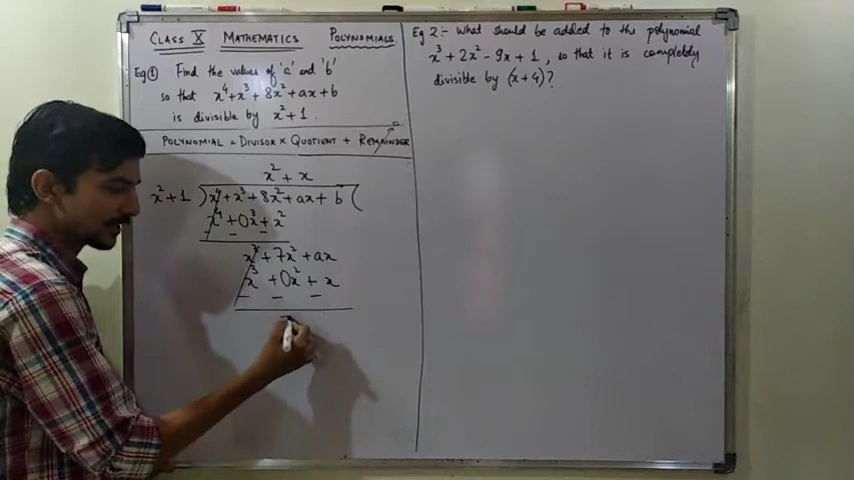 CLASS X MATHEMATICS POLYNOMIALS
Eg ① Find the values of 'a' and 'b'
so that x⁴ + x³ + 8x² + ax + b
is divisible by x² + 1.
POLYNOMIAL = DIVISOR × QUOTIENT + REMAINDER 0
x² + x
x² + 1 ) x⁴ + x³ + 8x² + ax + b (
x⁴ + 0x³ + x²
- - -
x³ + 7x² + ax
x³ + 0x² + x
- - -
Eg 2:- What should be added to the polynomial
x³ + 2x² - 9x + 1, so that it is completely
divisible by (x + 4)?